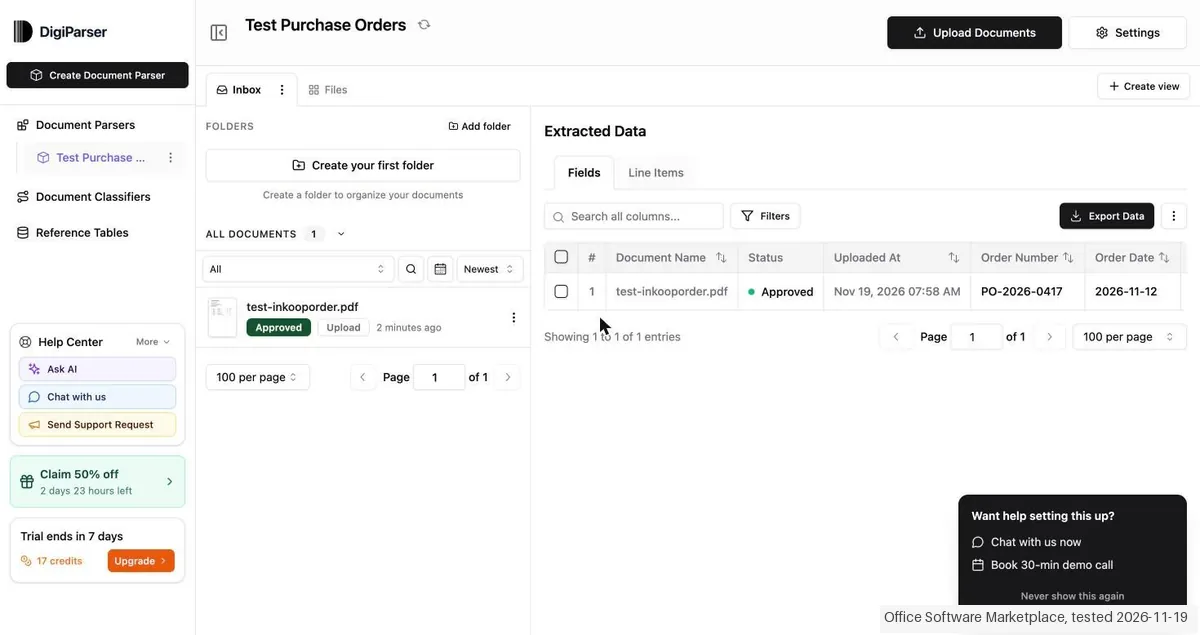 DigiParser
Create Document Parser
Document Parsers
Test Purchase ...
Document Classifiers
Reference Tables
Help Center
More
Ask AI
Chat with us
Send Support Request
Claim 50% off
2 days 23 hours left
Trial ends in 7 days
17 credits
Upgrade
Test Purchase Orders
Upload Documents
Settings
Inbox
Files
Create view
FOLDERS
Add folder
Create your first folder
Create a folder to organize your documents
ALL DOCUMENTS 1
All
Newest
test-inkooporder.pdf
Approved Upload 2 minutes ago
100 per page
Page 1 of 1
Extracted Data
Fields
Line Items
Search all columns...
Filters
Export Data
# Document Name Status Uploaded At Order Number Order Date
1 test-inkooporder.pdf Approved Nov 19, 2026 07:58 AM PO-2026-0417 2026-11-12
Showing 1 to 1 of 1 entries
Page 1 of 1
100 per page
Want help setting this up?
Chat with us now
Book 30-min demo call
Never show this again
Office Software Marketplace, tested 2026-11-19